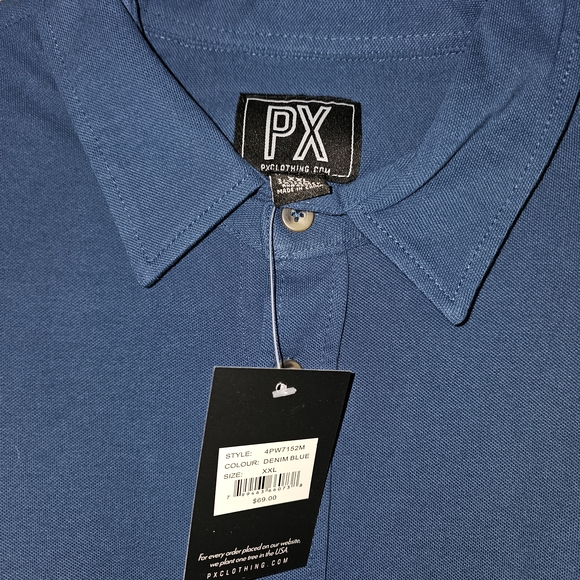 PX
PXCLOTHING.COM
XXL
MADE IN
STYLE: 4PW7152M
COLOUR: DENIM BLUE
SIZE: XXL
$69.00
For every order placed on our website,
we plant one tree in the USA.
PXCLOTHING.COM